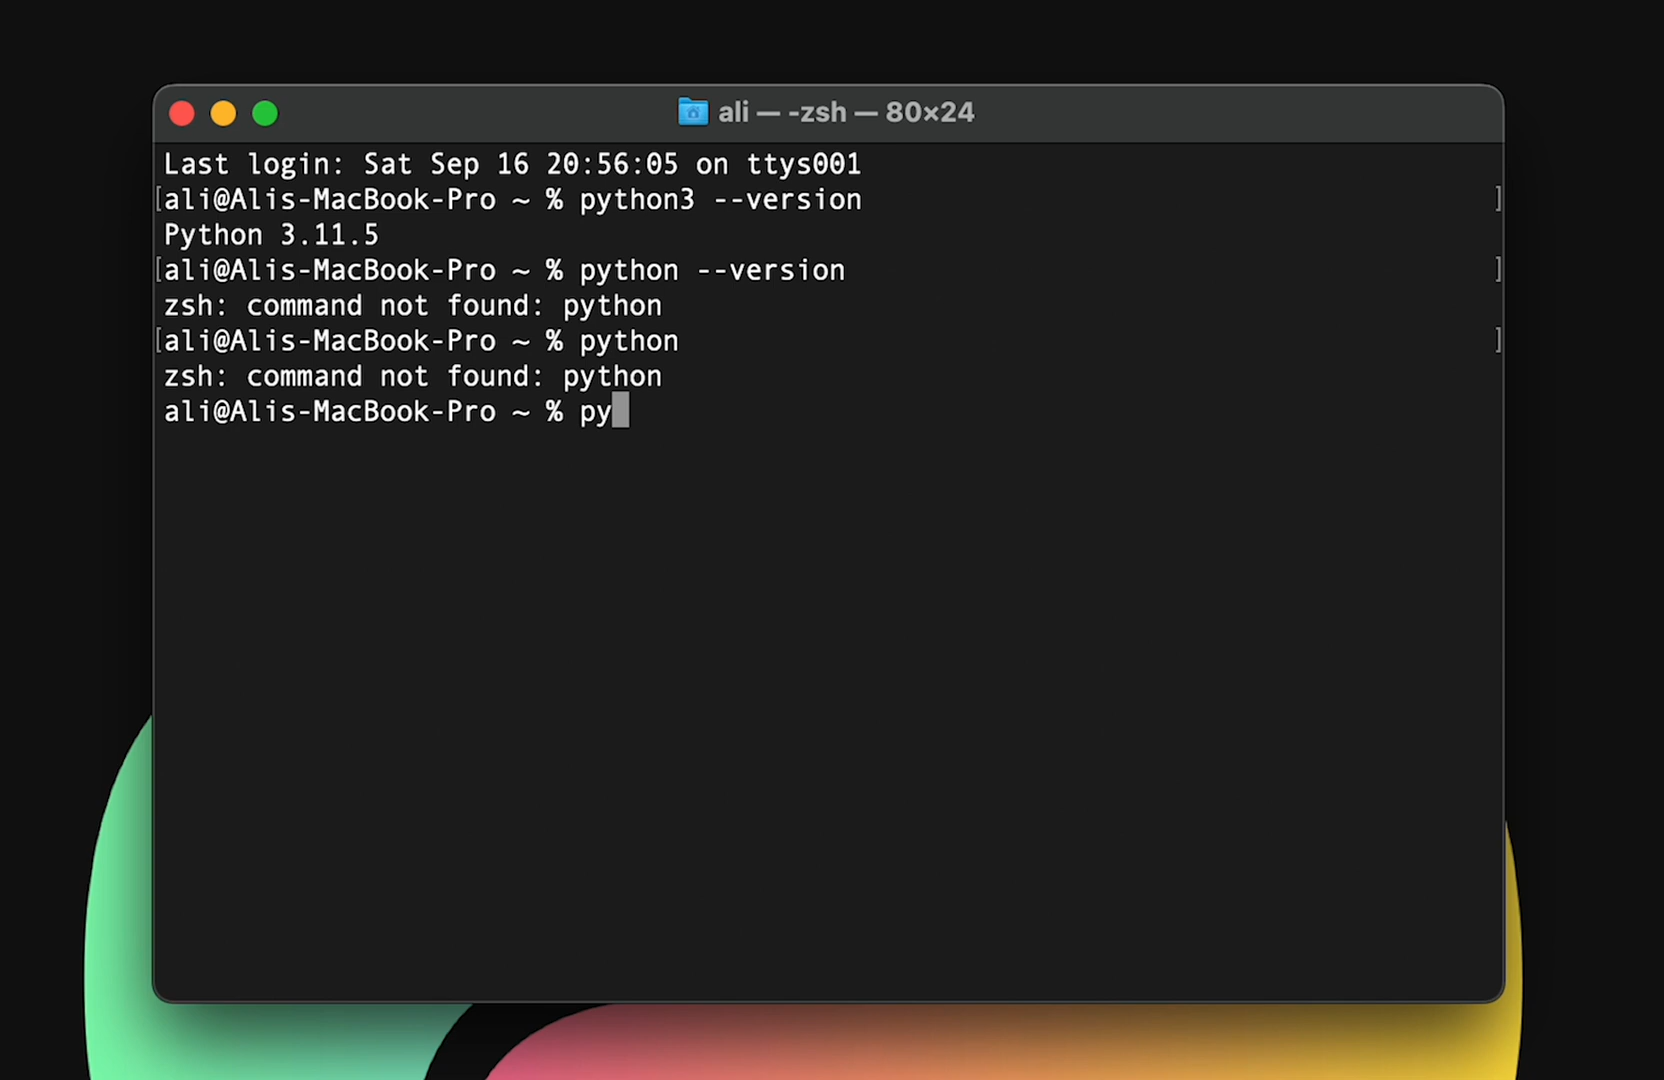 ali — -zsh — 80×24
Last login: Sat Sep 16 20:56:05 on ttys001
[ali@Alis-MacBook-Pro ~ % python3 --version ]
Python 3.11.5
[ali@Alis-MacBook-Pro ~ % python --version ]
zsh: command not found: python
[ali@Alis-MacBook-Pro ~ % python ]
zsh: command not found: python
ali@Alis-MacBook-Pro ~ % py